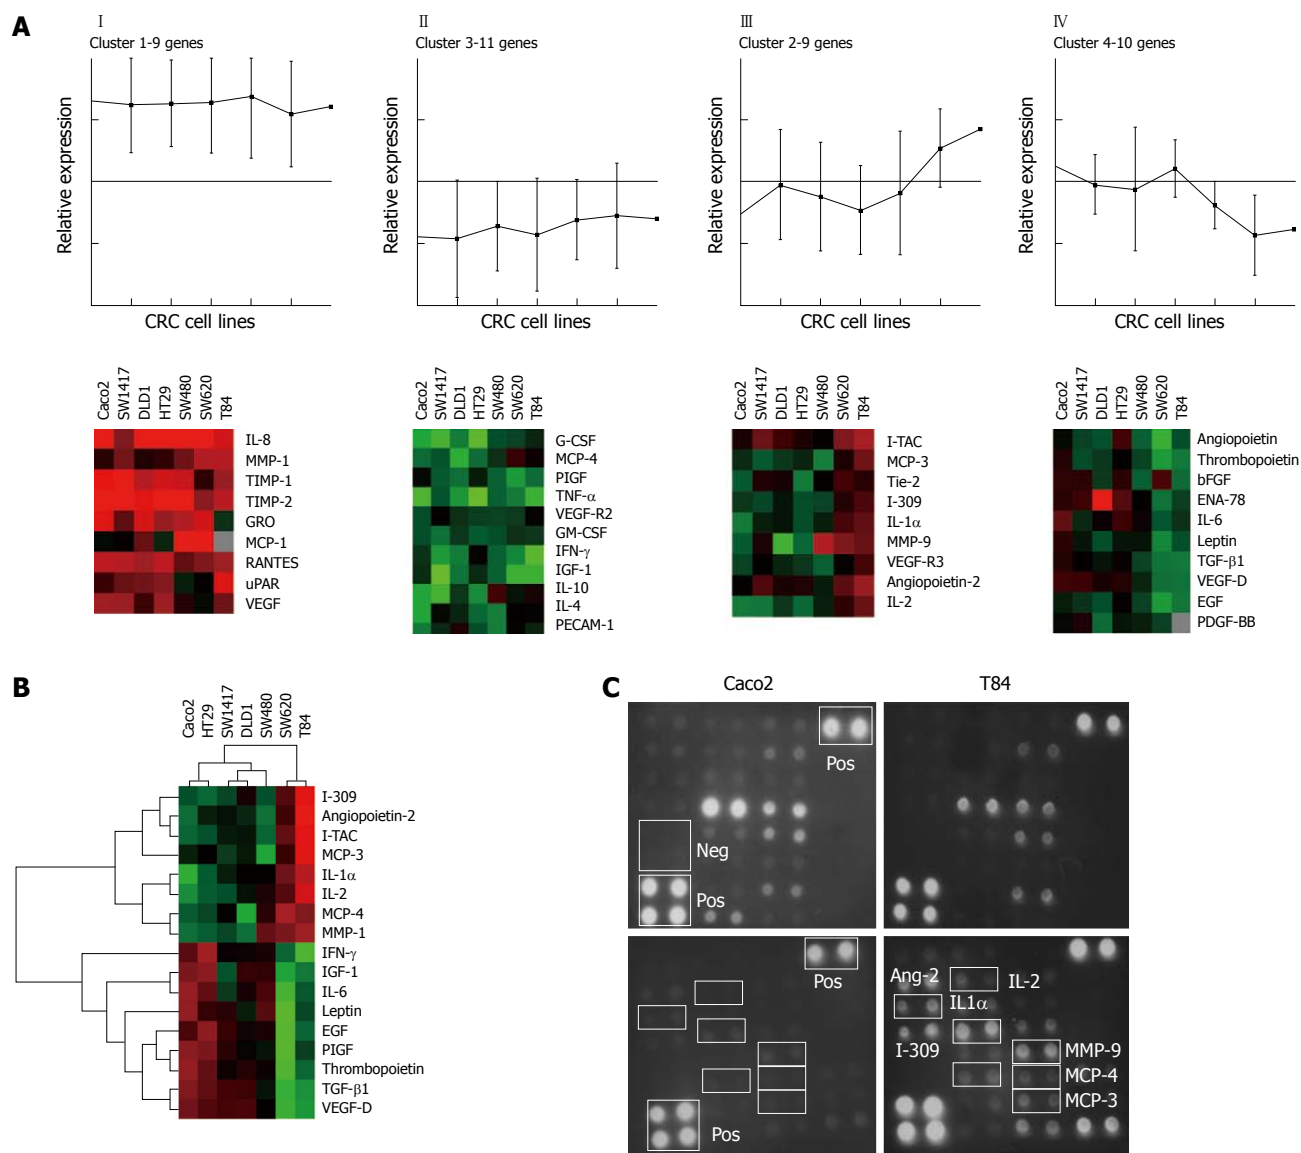 A
I
Cluster 1-9 genes
Relative expression
CRC cell lines
II
Cluster 3-11 genes
Relative expression
CRC cell lines
III
Cluster 2-9 genes
Relative expression
CRC cell lines
IV
Cluster 4-10 genes
Relative expression
CRC cell lines
Caco2
SW1417
DLD1
HT29
SW480
SW620
T84
IL-8
MMP-1
TIMP-1
TIMP-2
GRO
MCP-1
RANTES
uPAR
VEGF
Caco2
SW1417
DLD1
HT29
SW480
SW620
T84
G-CSF
MCP-4
PIGF
TNF-α
VEGF-R2
GM-CSF
IFN-γ
IGF-1
IL-10
IL-4
PECAM-1
Caco2
SW1417
DLD1
HT29
SW480
SW620
T84
I-TAC
MCP-3
Tie-2
I-309
IL-1α
MMP-9
VEGF-R3
Angiopoietin-2
IL-2
Caco2
SW1417
DLD1
HT29
SW480
SW620
T84
Angiopoietin
Thrombopoietin
bFGF
ENA-78
IL-6
Leptin
TGF-β1
VEGF-D
EGF
PDGF-BB
B
Caco2
HT29
SW1417
DLD1
SW480
SW620
T84
I-309
Angiopoietin-2
I-TAC
MCP-3
IL-1α
IL-2
MCP-4
MMP-1
IFN-γ
IGF-1
IL-6
Leptin
EGF
PIGF
Thrombopoietin
TGF-β1
VEGF-D
C
Caco2
T84
Pos
Neg
Pos
Pos
Pos
Ang-2
IL-2
IL1α
I-309
MMP-9
MCP-4
MCP-3